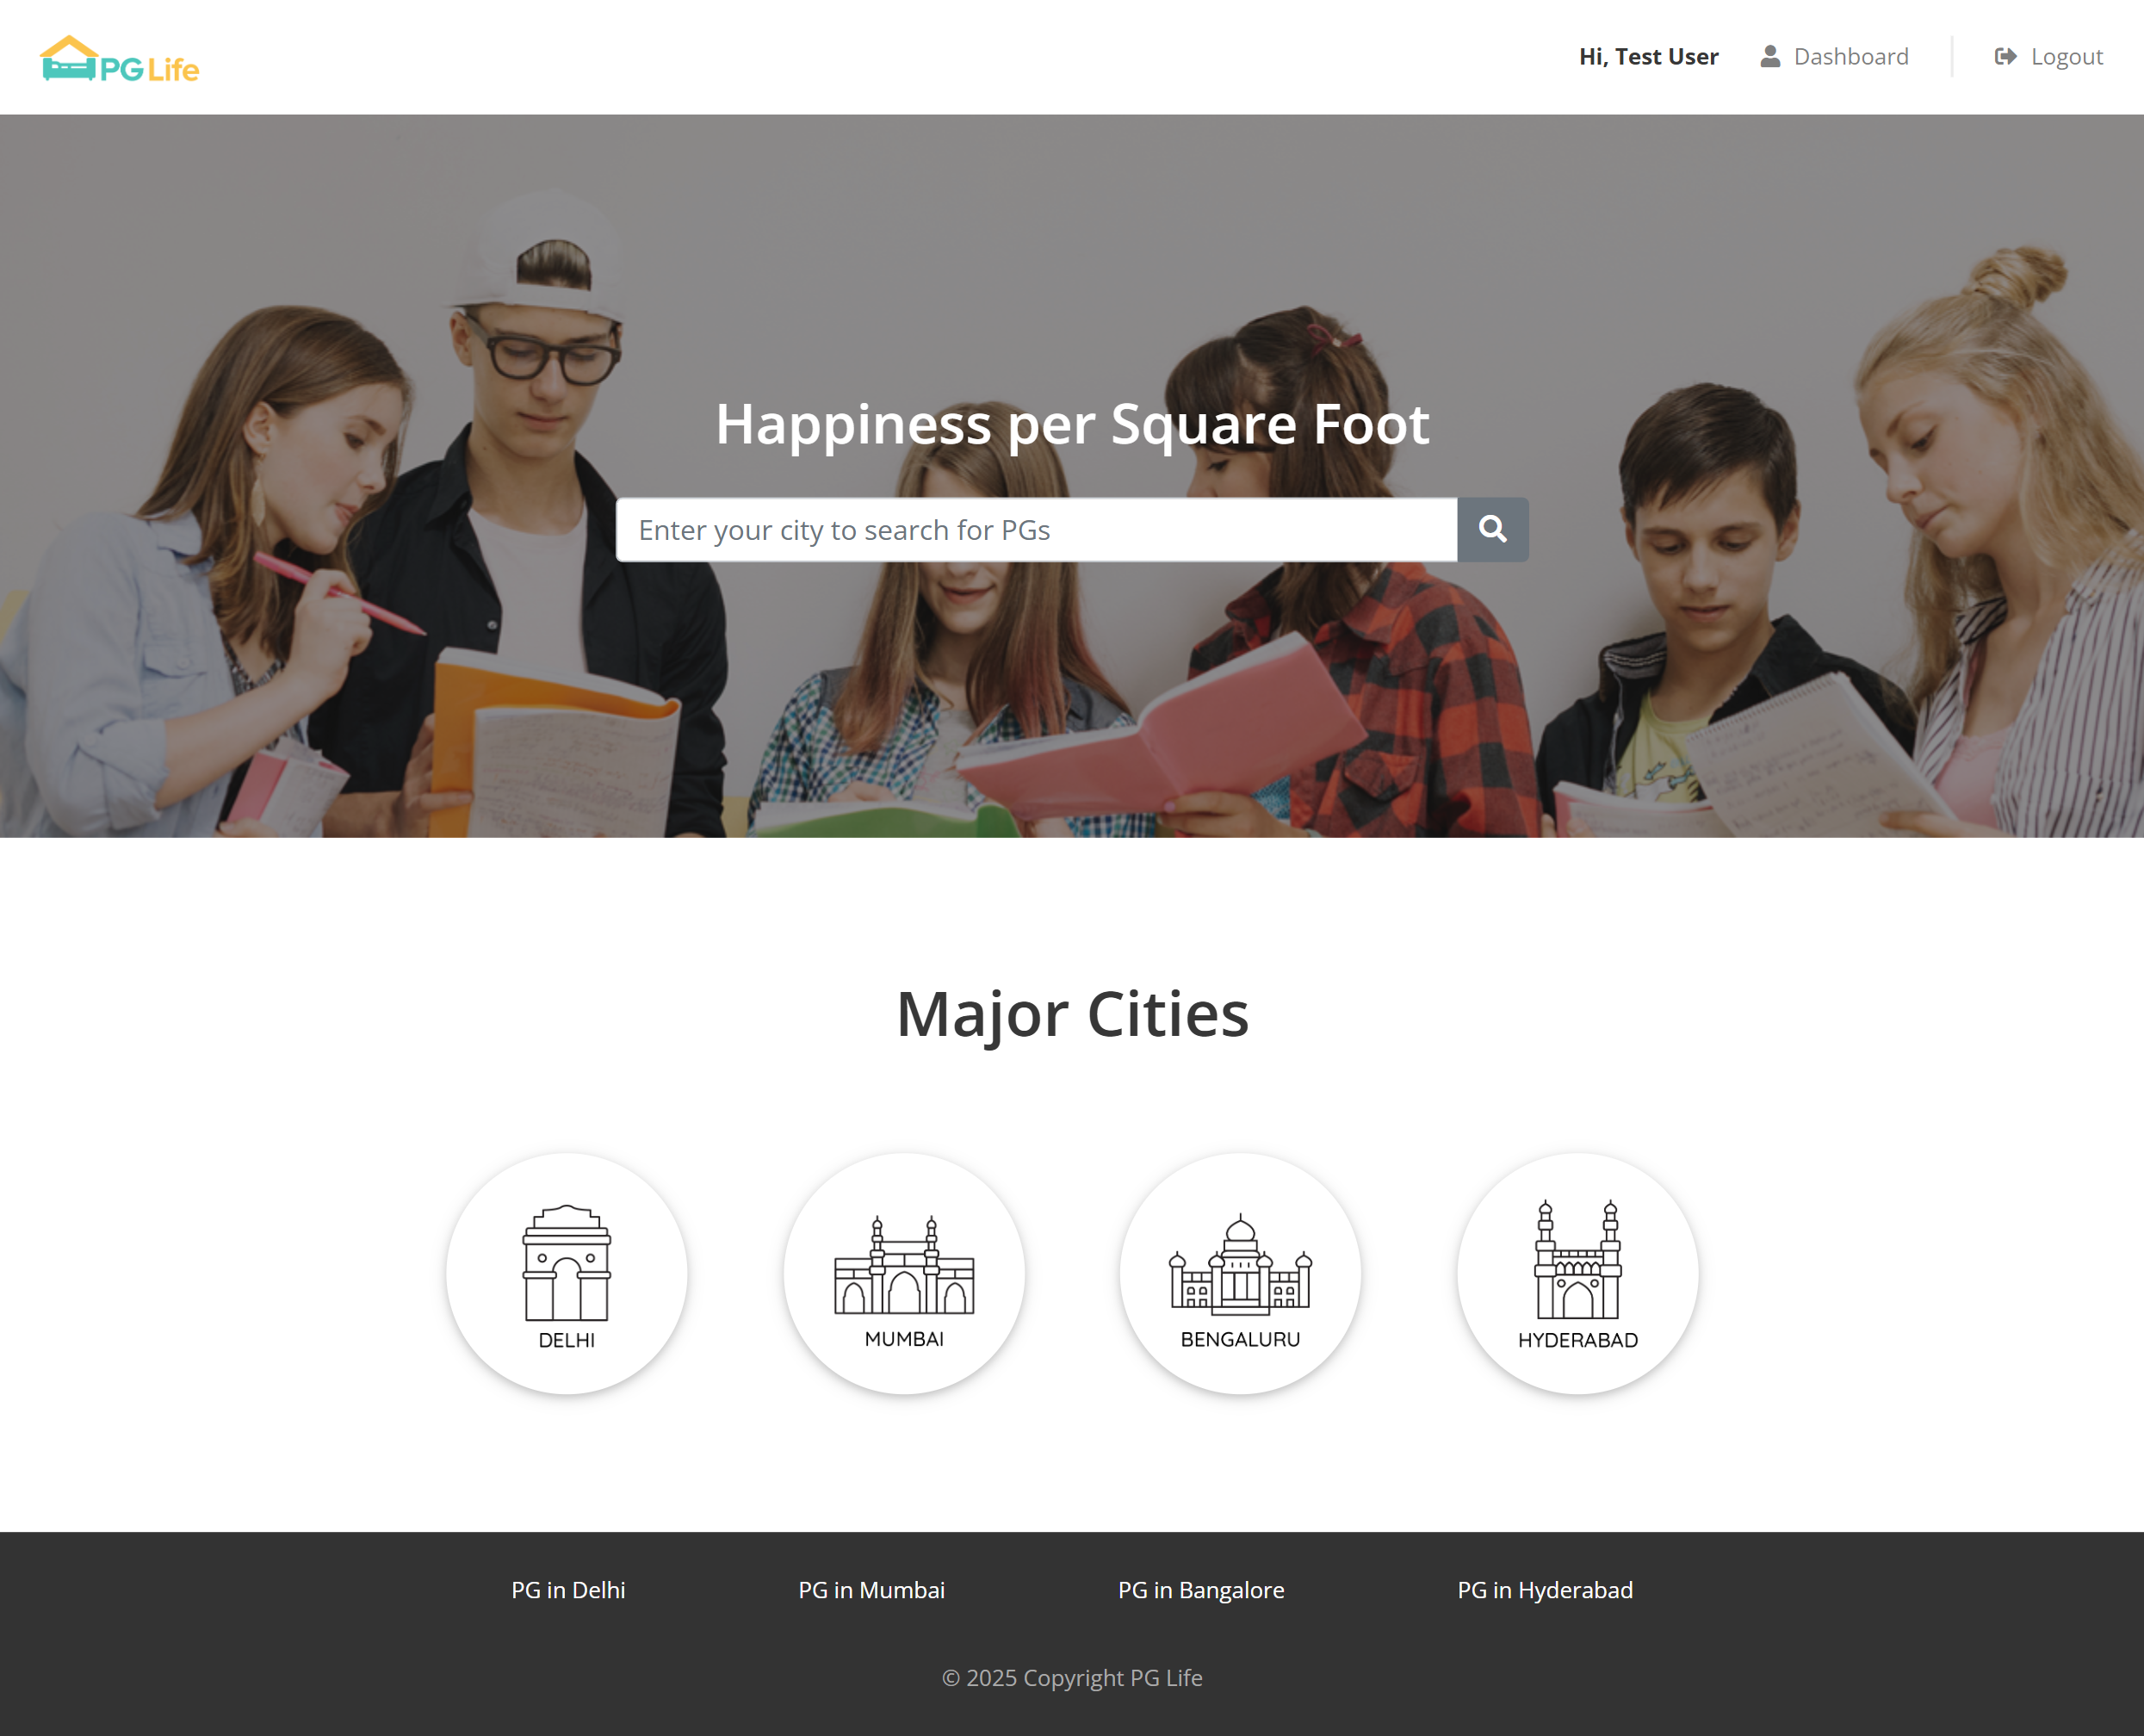 PG Life
Hi, Test User
Dashboard
Logout
Happiness per Square Foot
Enter your city to search for PGs
Major Cities
DELHI
MUMBAI
BENGALURU
HYDERABAD
PG in Delhi
PG in Mumbai
PG in Bangalore
PG in Hyderabad
© 2025 Copyright PG Life